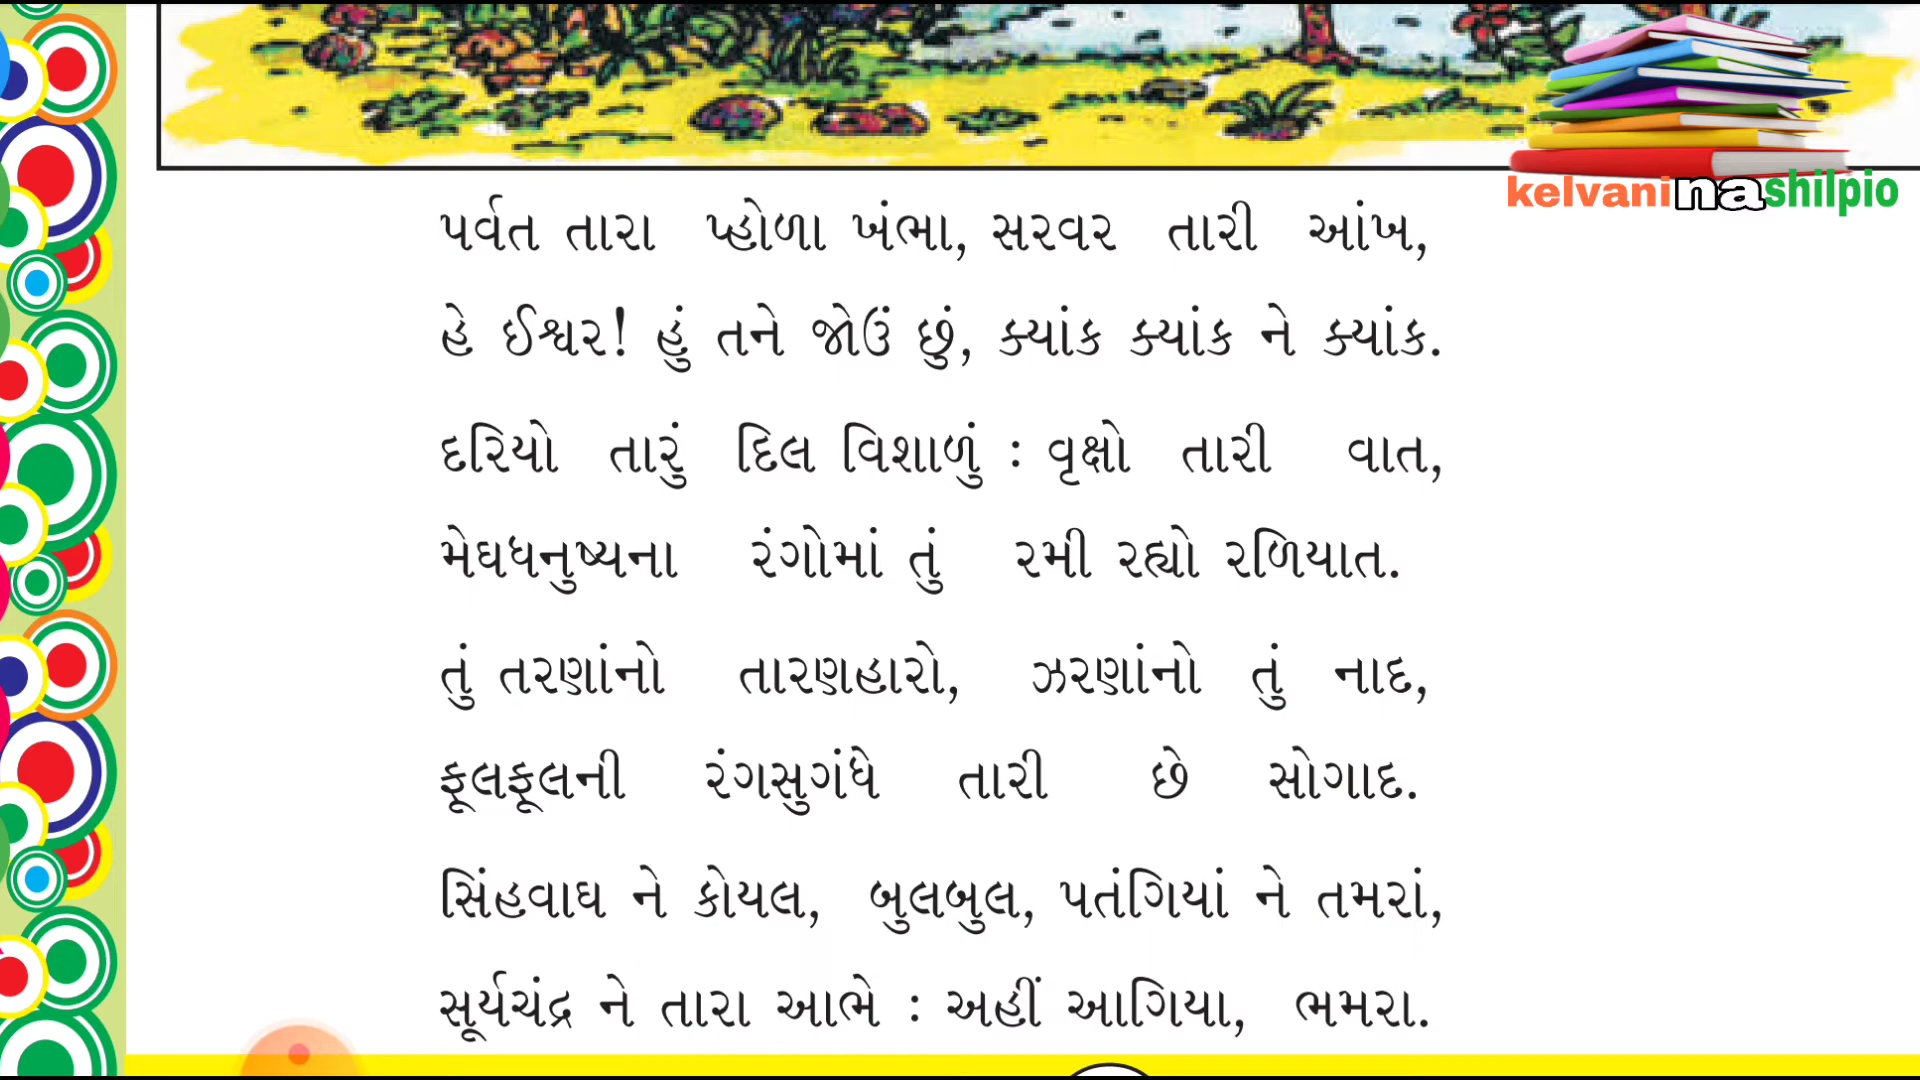 kelvaninashilpio
પર્વત તારા પ્હોળા ખંભા, સરવર તારી આંખ,
હે ઈશ્વર! હું તને જોઉં છું, ક્યાંક ક્યાંક ને ક્યાંક.
દરિયો તારું દિલ વિશાળું : વૃક્ષો તારી વાત,
મેઘધનુષ્યના રંગોમાં તું રમી રહ્યો રળિયાત.
તું તરણાંનો તારણહારો, ઝરણાંનો તું નાદ,
ફૂલફૂલની રંગસુગંધે તારી છે સોગાદ.
સિંહવાઘ ને કોયલ, બુલબુલ, પતંગિયાં ને તમરાં,
સૂર્યચંદ્ર ને તારા આભે : અહીં આગિયા, ભમરા.